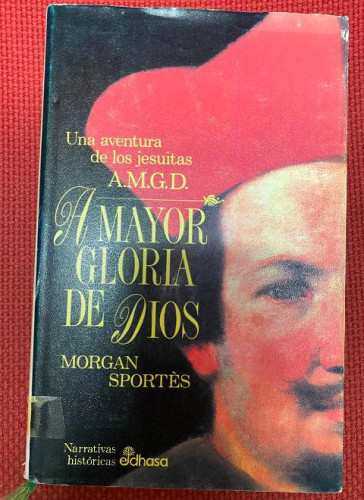 Una aventura
de los jesuitas
A.M.G.D.
A MAYOR
GLORIA
DE DIOS
MORGAN
SPORTÈS
Narrativas
históricas edhasa